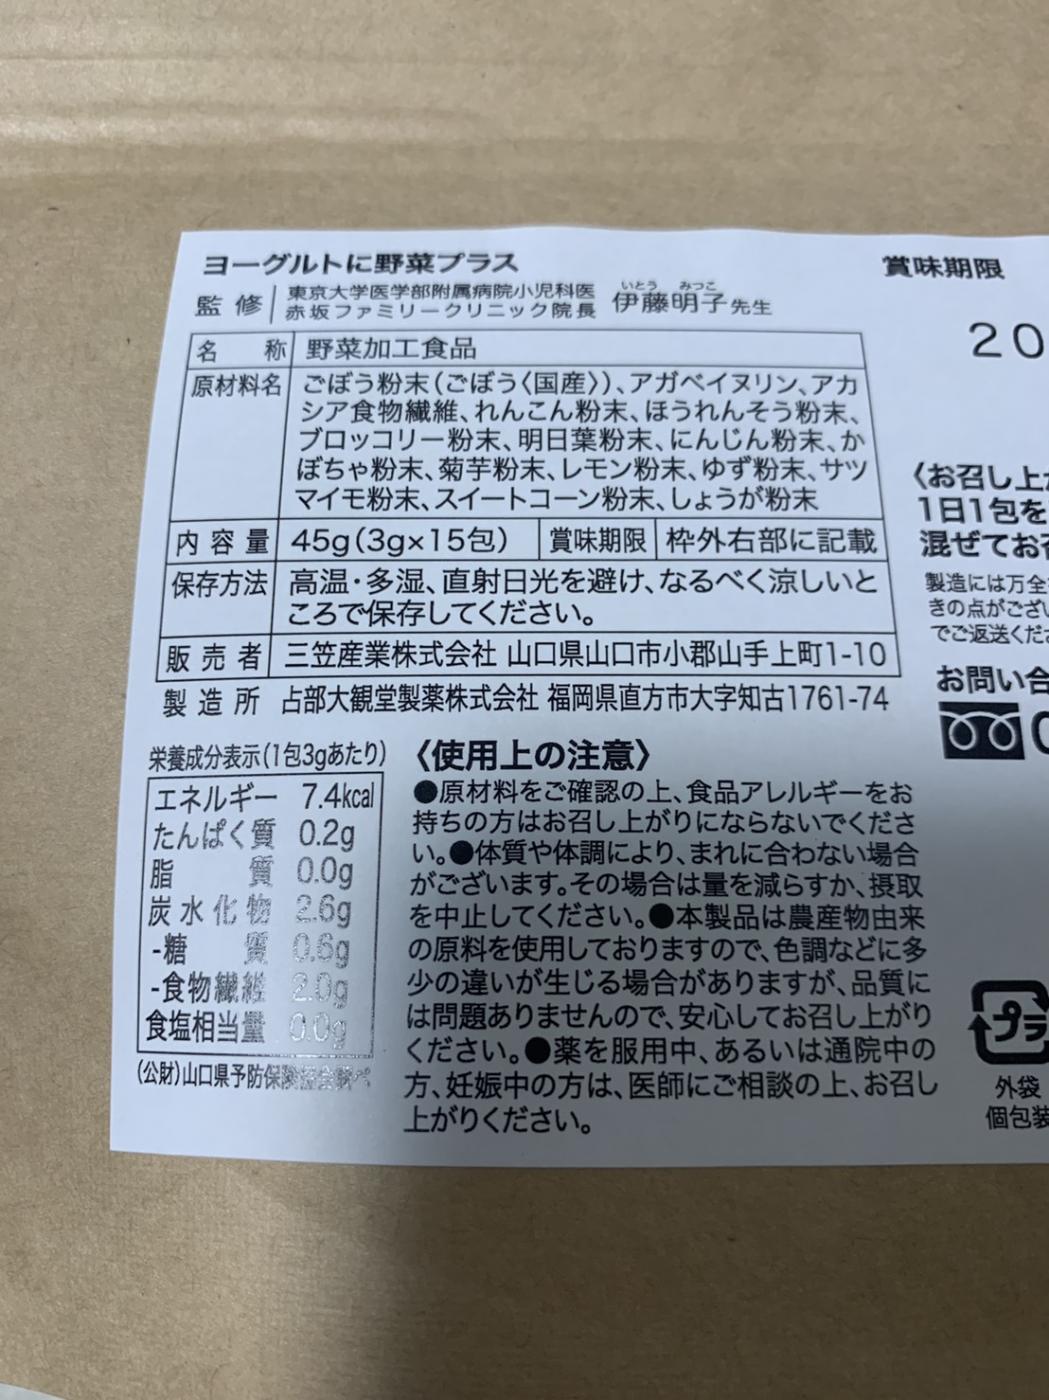 ヨーグルトに野菜プラス
監修 東京大学医学部附属病院小児科医
赤坂ファミリークリニック院長
いとう みつこ
伊藤明子先生
名称 野菜加工食品
原材料名 ごぼう粉末(ごぼう〈国産〉)、アガベイヌリン、アカ
シア食物繊維、れんこん粉末、ほうれんそう粉末、
ブロッコリー粉末、明日葉粉末、にんじん粉末、か
ぼちゃ粉末、菊芋粉末、レモン粉末、ゆず粉末、サツ
マイモ粉末、スイートコーン粉末、しょうが粉末
内容量 45g(3g×15包) 賞味期限 枠外右部に記載
保存方法 高温・多湿、直射日光を避け、なるべく涼しいと
ころで保存してください。
販売者 三笠産業株式会社 山口県山口市小郡山手上町1-10
製造所 占部大観堂製薬株式会社 福岡県直方市大字知古1761-74
栄養成分表示(1包3gあたり)
エネルギー 7.4kcal
たんぱく質 0.2g
脂質 0.0g
炭水化物 2.6g
-糖質 0.6g
-食物繊維 2.0g
食塩相当量 0.0g
(公財)山口県予防保険協会調べ
〈使用上の注意〉
●原材料をご確認の上、食品アレルギーをお
持ちの方はお召し上がりにならないでくださ
い。●体質や体調により、まれに合わない場合
がございます。その場合は量を減らすか、摂取
を中止してください。●本製品は農産物由来
の原料を使用しておりますので、色調などに多
少の違いが生じる場合がありますが、品質に
は問題ありませんので、安心してお召し上がり
ください。●薬を服用中、あるいは通院中の
方、妊娠中の方は、医師にご相談の上、お召し
上がりください。
賞味期限
20
〈お召し上が
1日1包を
混ぜてお召
製造には万全
きの点がござい
でご返送くだ
お問い合
0
プラ
外袋
個包装